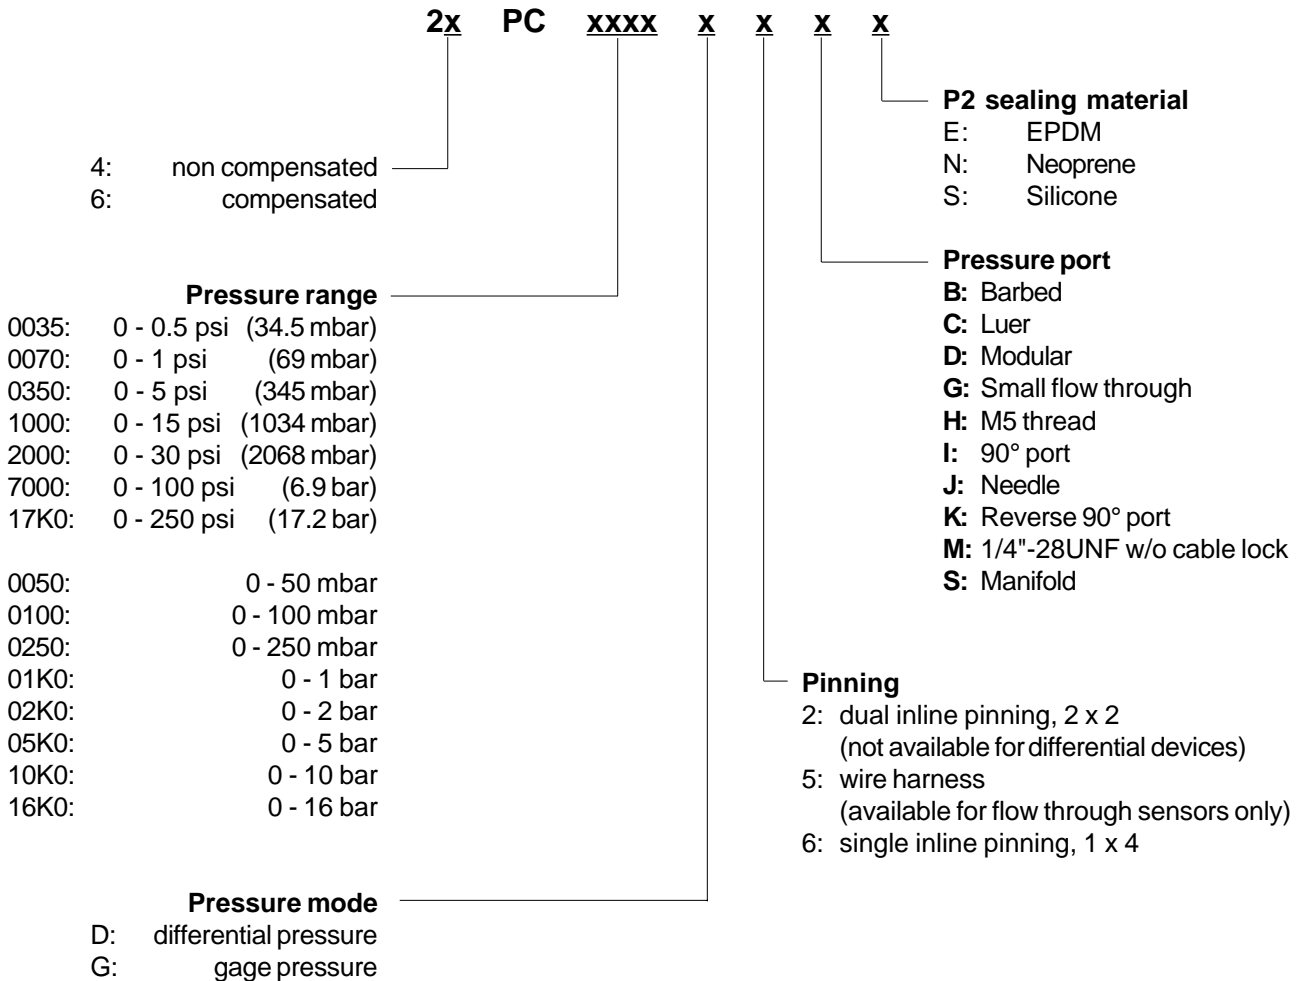 2x PC xxxx x x x x
4: non compensated
6: compensated
Pressure range
0035: 0 - 0.5 psi (34.5 mbar)
0070: 0 - 1 psi (69 mbar)
0350: 0 - 5 psi (345 mbar)
1000: 0 - 15 psi (1034 mbar)
2000: 0 - 30 psi (2068 mbar)
7000: 0 - 100 psi (6.9 bar)
17K0: 0 - 250 psi (17.2 bar)
0050: 0 - 50 mbar
0100: 0 - 100 mbar
0250: 0 - 250 mbar
01K0: 0 - 1 bar
02K0: 0 - 2 bar
05K0: 0 - 5 bar
10K0: 0 - 10 bar
16K0: 0 - 16 bar
Pressure mode
D: differential pressure
G: gage pressure
P2 sealing material
E: EPDM
N: Neoprene
S: Silicone
Pressure port
B: Barbed
C: Luer
D: Modular
G: Small flow through
H: M5 thread
I: 90° port
J: Needle
K: Reverse 90° port
M: 1/4"-28UNF w/o cable lock
S: Manifold
Pinning
2: dual inline pinning, 2 x 2
(not available for differential devices)
5: wire harness
(available for flow through sensors only)
6: single inline pinning, 1 x 4